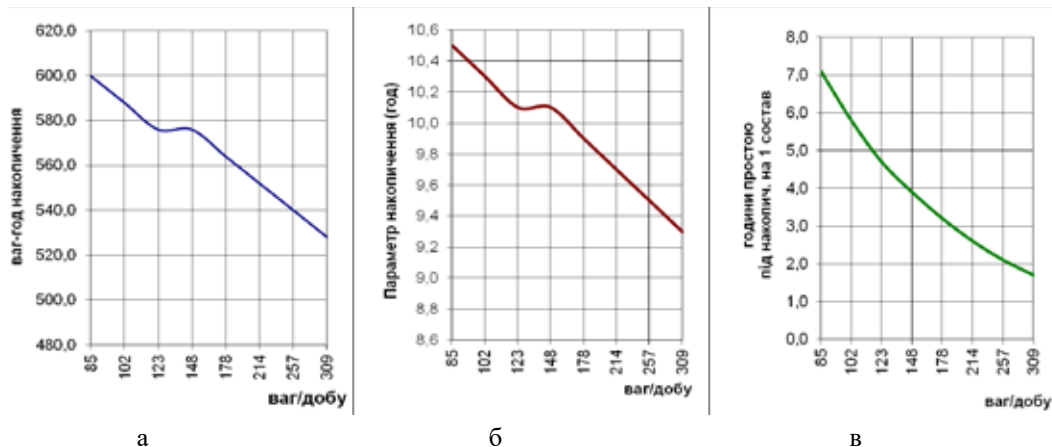 620,0
600,0
580,0
560,0
540,0
520,0
500,0
480,0
ваг-год накопичення
85 102 123 148 178 214 257 309
ваг/добу
а
10,6
10,4
10,2
10,0
9,8
9,6
9,4
9,2
9,0
8,8
8,6
Параметр накопичення (год)
85 102 123 148 178 214 257 309
ваг/добу
б
8,0
7,0
6,0
5,0
4,0
3,0
2,0
1,0
0,0
години простою
під накопич. на 1 состав
85 102 123 148 178 214 257 309
ваг/добу
в